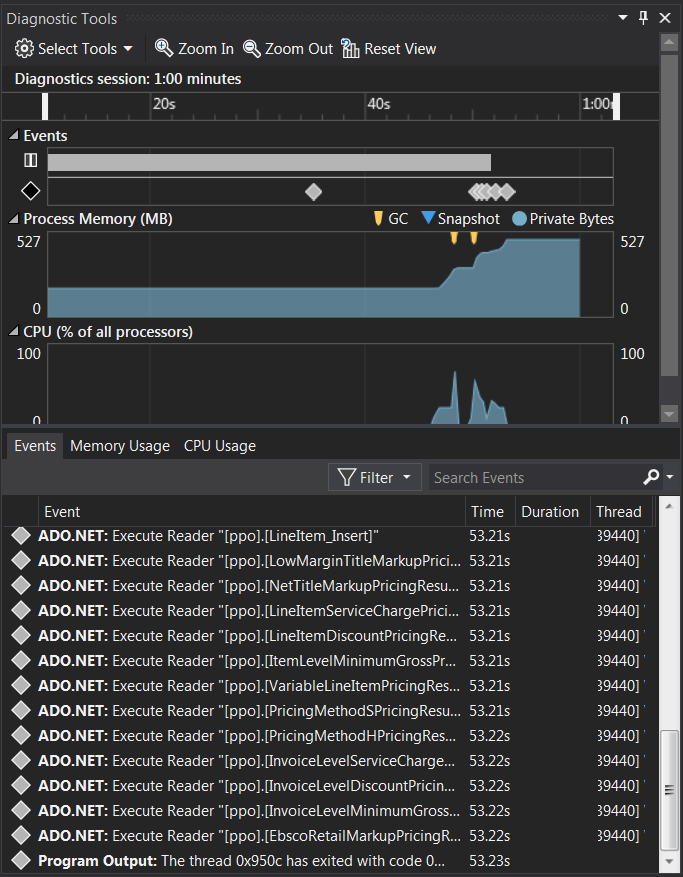 Diagnostic Tools
Select Tools Zoom In Zoom Out Reset View
Diagnostics session: 1:00 minutes
20s 40s 1:00
Events
Process Memory (MB) GC Snapshot Private Bytes
527 527
0 0
CPU (% of all processors)
100 100
0 0
Events Memory Usage CPU Usage
Filter Search Events
Event Time Duration Thread
ADO.NET: Execute Reader "[ppo].[LineItem_Insert]" 53.21s 39440] '
ADO.NET: Execute Reader "[ppo].[LowMarginTitleMarkupPrici... 53.21s 39440] '
ADO.NET: Execute Reader "[ppo].[NetTitleMarkupPricingResu... 53.21s 39440] '
ADO.NET: Execute Reader "[ppo].[LineItemServiceChargePrici... 53.21s 39440] '
ADO.NET: Execute Reader "[ppo].[LineItemDiscountPricingRe... 53.21s 39440] '
ADO.NET: Execute Reader "[ppo].[ItemLevelMinimumGrossPr... 53.21s 39440] '
ADO.NET: Execute Reader "[ppo].[VariableLineItemPricingRes... 53.21s 39440] '
ADO.NET: Execute Reader "[ppo].[PricingMethodSPricingResu... 53.21s 39440] '
ADO.NET: Execute Reader "[ppo].[PricingMethodHPricingRes... 53.22s 39440] '
ADO.NET: Execute Reader "[ppo].[InvoiceLevelServiceCharge... 53.22s 39440] '
ADO.NET: Execute Reader "[ppo].[InvoiceLevelDiscountPricin... 53.22s 39440] '
ADO.NET: Execute Reader "[ppo].[InvoiceLevelMinimumGross... 53.22s 39440] '
ADO.NET: Execute Reader "[ppo].[EbscoRetailMarkupPricingR... 53.22s 39440] '
Program Output: The thread 0x950c has exited with code 0... 53.23s